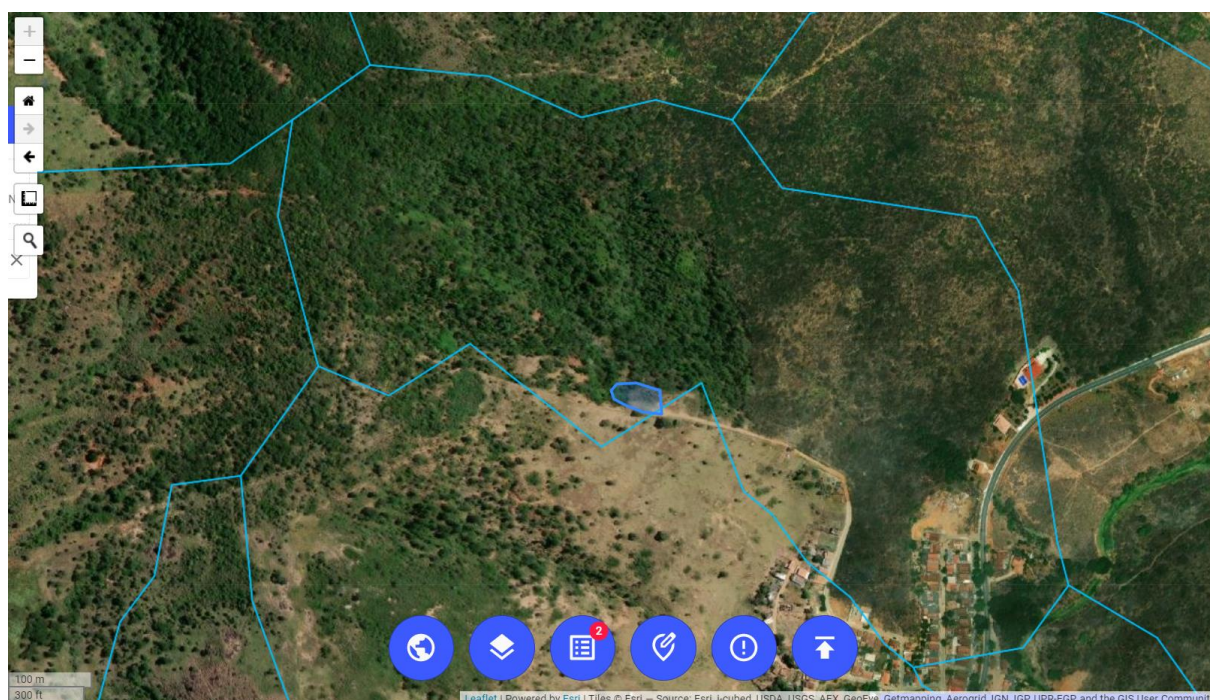 +
−
N
2
100 m
300 ft
Leaflet | Powered by Esri | Tiles © Esri — Source: Esri, i-cubed, USDA, USGS, AEX, GeoEye, Getmapping, Aerogrid, IGN, IGP, UPR-EGP, and the GIS User Communit